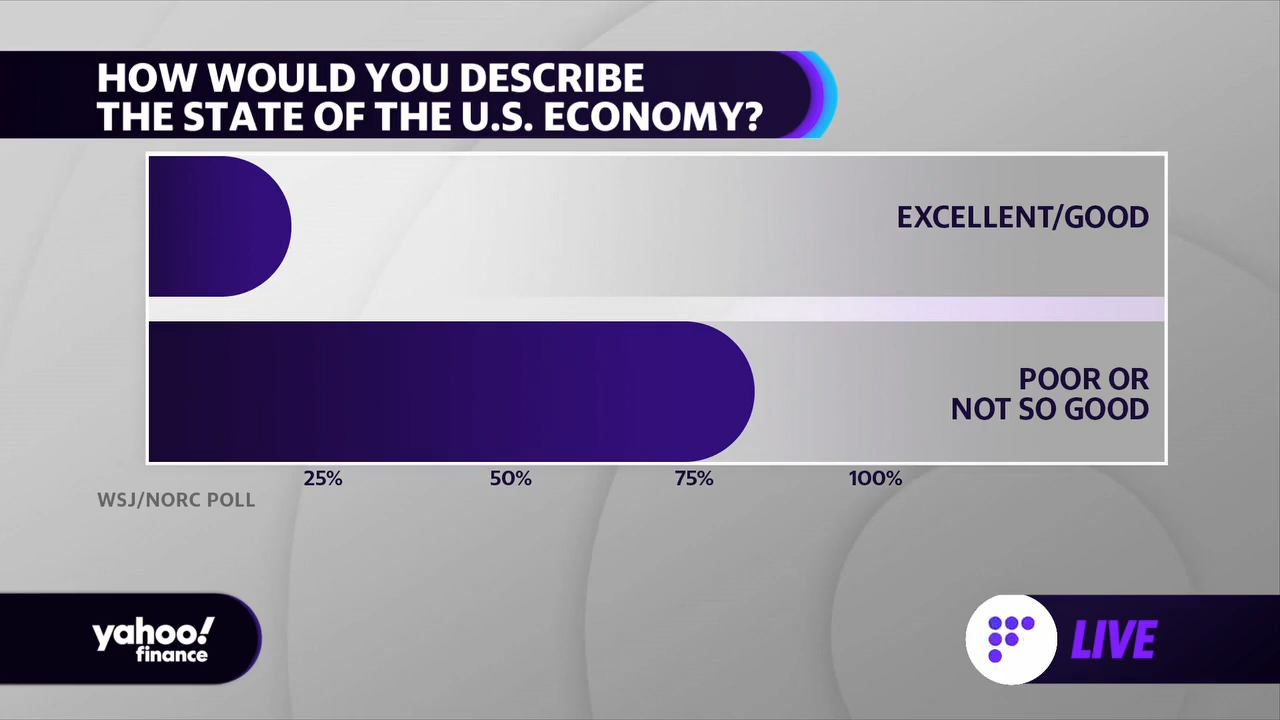 HOW WOULD YOU DESCRIBE
THE STATE OF THE U.S. ECONOMY?
EXCELLENT/GOOD
POOR OR
NOT SO GOOD
25% 50% 75% 100%
WSJ/NORC POLL
yahoo!
finance
LIVE